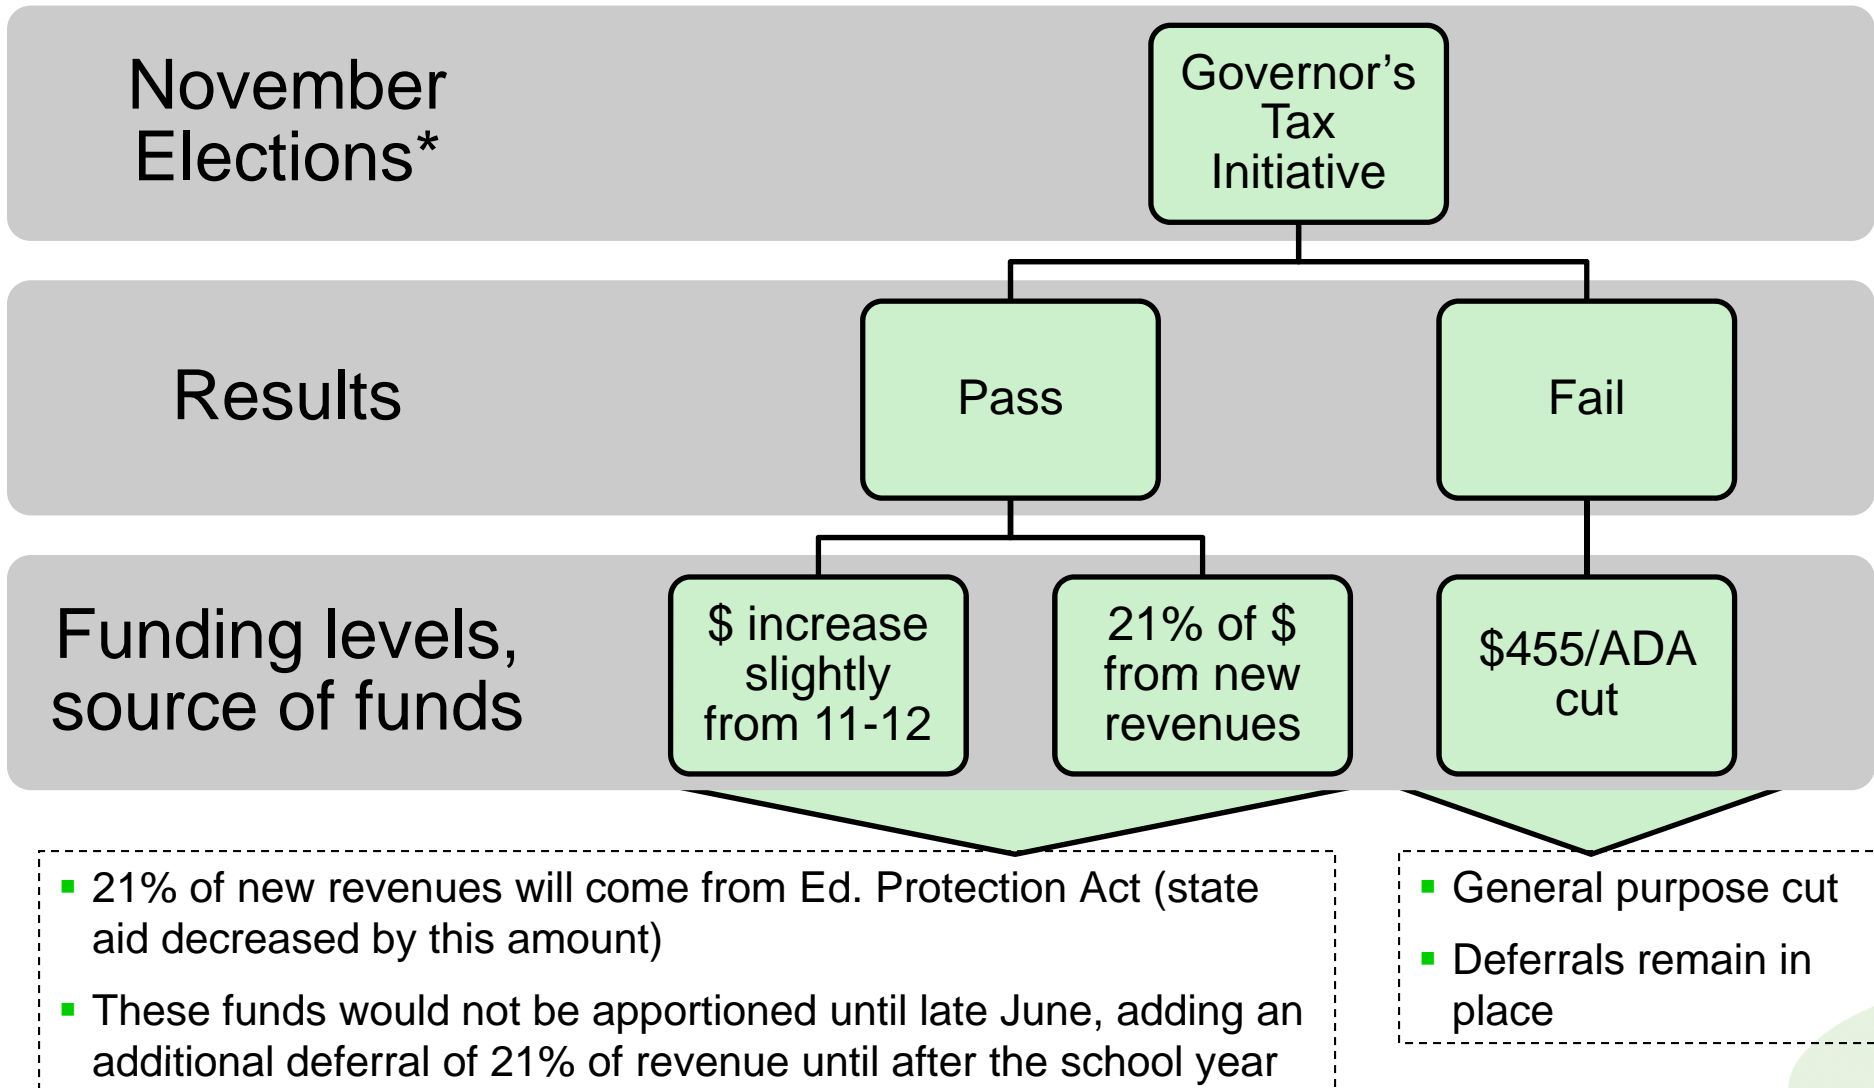 November
Elections*
Governor’s
Tax
Initiative
Results
Pass
Fail
Funding levels,
source of funds
$ increase
slightly
from 11-12
21% of $
from new
revenues
$455/ADA
cut
▪ 21% of new revenues will come from Ed. Protection Act (state
aid decreased by this amount)
▪ These funds would not be apportioned until late June, adding an
additional deferral of 21% of revenue until after the school year
▪ General purpose cut
▪ Deferrals remain in
place